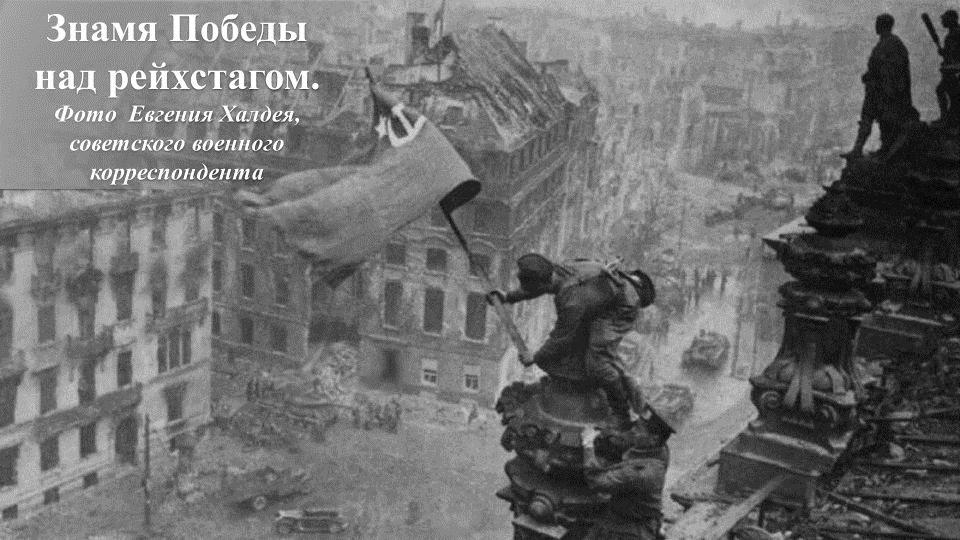 Знамя Победы
над рейхстагом.
Фото Евгения Халдея,
советского военного
корреспондента